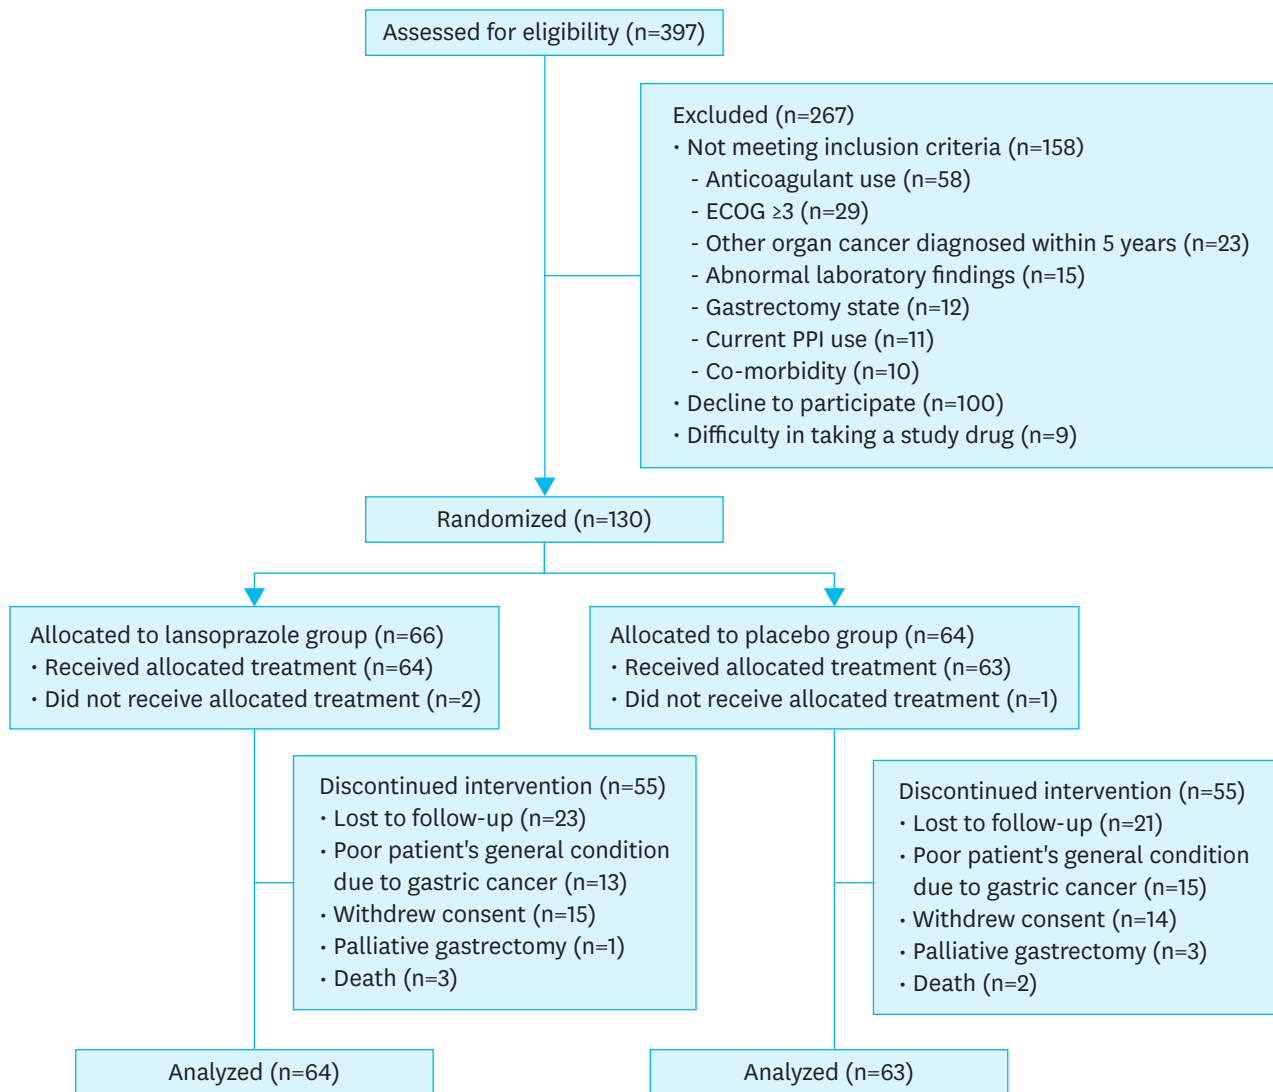 Assessed for eligibility (n=397)
Excluded (n=267)
· Not meeting inclusion criteria (n=158)
- Anticoagulant use (n=58)
- ECOG ≥3 (n=29)
- Other organ cancer diagnosed within 5 years (n=23)
- Abnormal laboratory findings (n=15)
- Gastrectomy state (n=12)
- Current PPI use (n=11)
- Co-morbidity (n=10)
· Decline to participate (n=100)
· Difficulty in taking a study drug (n=9)
Randomized (n=130)
Allocated to lansoprazole group (n=66)
· Received allocated treatment (n=64)
· Did not receive allocated treatment (n=2)
Allocated to placebo group (n=64)
· Received allocated treatment (n=63)
· Did not receive allocated treatment (n=1)
Discontinued intervention (n=55)
· Lost to follow-up (n=23)
· Poor patient's general condition
due to gastric cancer (n=13)
· Withdrew consent (n=15)
· Palliative gastrectomy (n=1)
· Death (n=3)
Discontinued intervention (n=55)
· Lost to follow-up (n=21)
· Poor patient's general condition
due to gastric cancer (n=15)
· Withdrew consent (n=14)
· Palliative gastrectomy (n=3)
· Death (n=2)
Analyzed (n=64)
Analyzed (n=63)